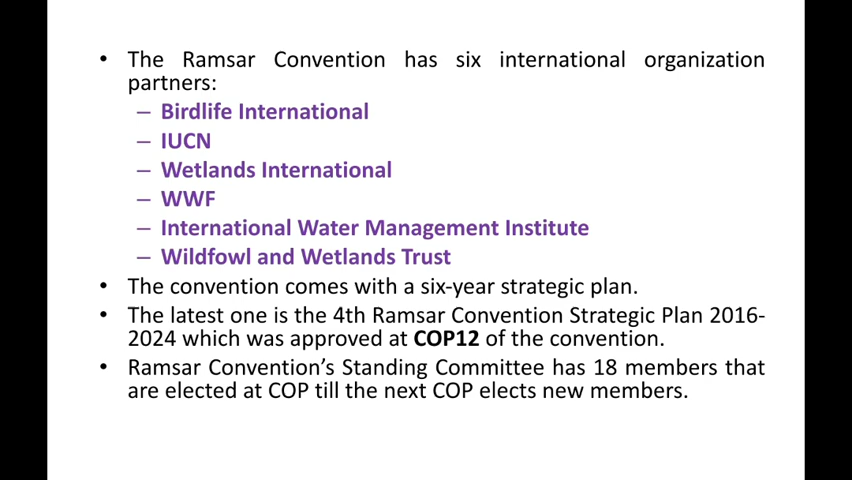 • The Ramsar Convention has six international organization
partners:
– Birdlife International
– IUCN
– Wetlands International
– WWF
– International Water Management Institute
– Wildfowl and Wetlands Trust
• The convention comes with a six-year strategic plan.
• The latest one is the 4th Ramsar Convention Strategic Plan 2016-
2024 which was approved at COP12 of the convention.
• Ramsar Convention’s Standing Committee has 18 members that
are elected at COP till the next COP elects new members.